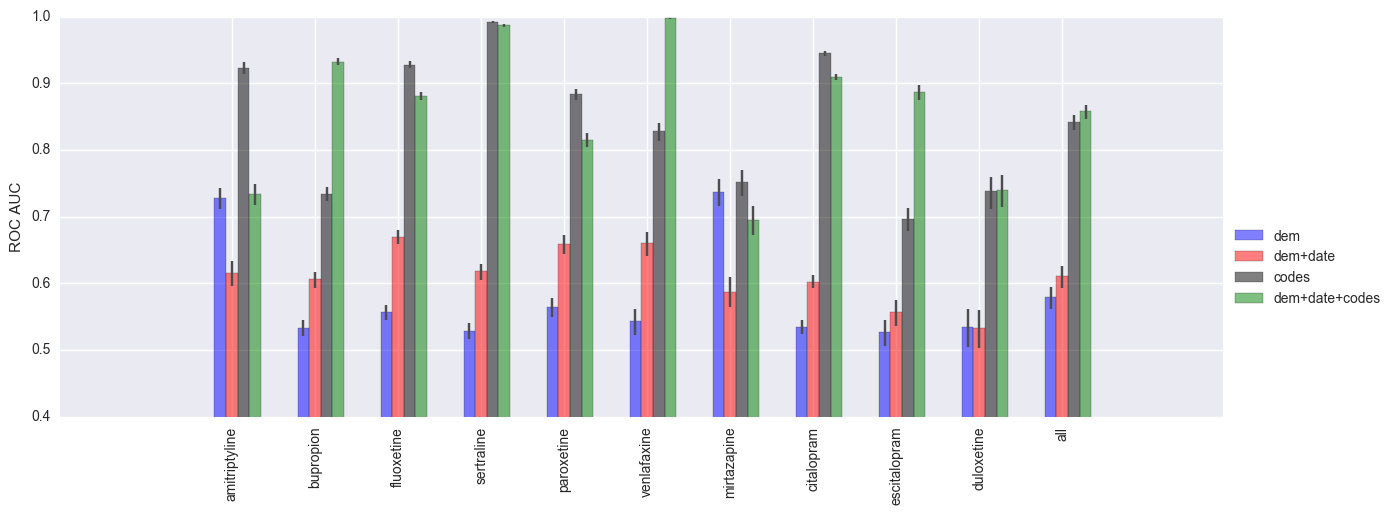 ROC AUC
1.0
0.9
0.8
0.7
0.6
0.5
0.4
amitriptyline
bupropion
fluoxetine
sertraline
paroxetine
venlafaxine
mirtazapine
citalopram
escitalopram
duloxetine
all
dem
dem+date
codes
dem+date+codes